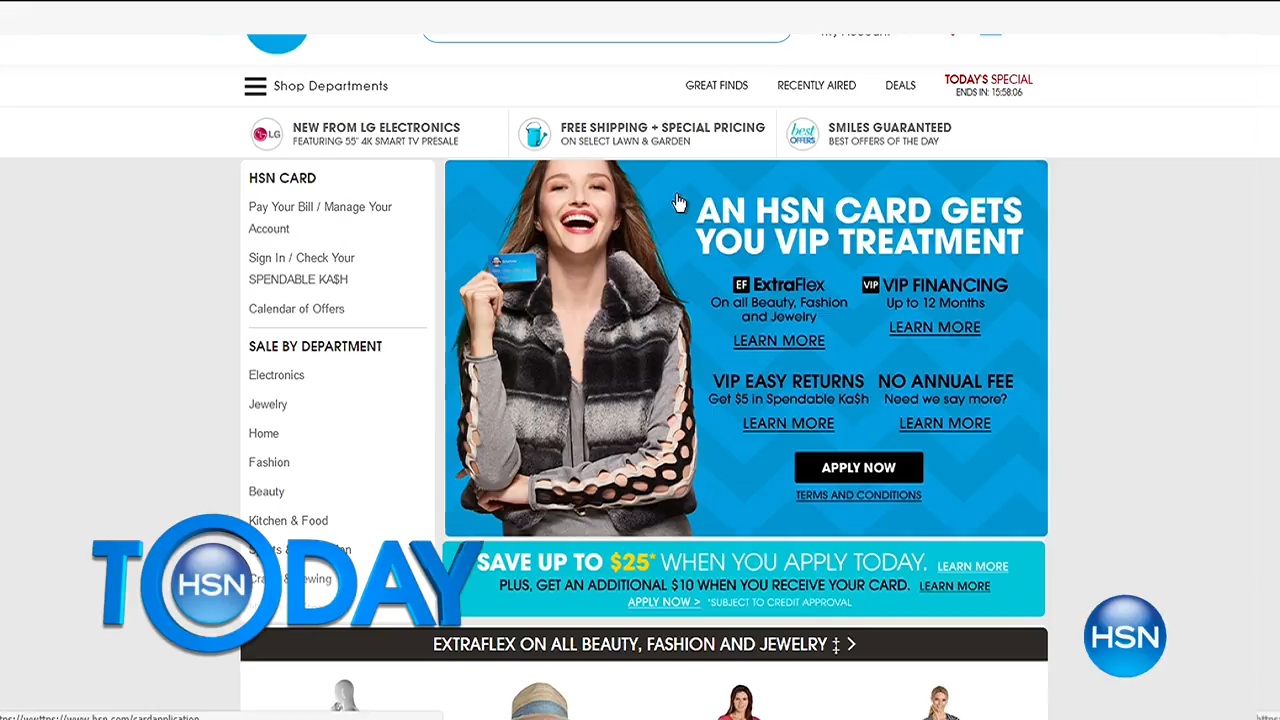 Shop Departments
GREAT FINDS
RECENTLY AIRED
DEALS
TODAY'S SPECIAL
ENDS IN: 15:58:06
LG
NEW FROM LG ELECTRONICS
FEATURING 55" 4K SMART TV PRESALE
FREE SHIPPING + SPECIAL PRICING
ON SELECT LAWN & GARDEN
best
OFFERS
SMILES GUARANTEED
BEST OFFERS OF THE DAY
HSN CARD
Pay Your Bill / Manage Your
Account
Sign In / Check Your
SPENDABLE KA$H
Calendar of Offers
SALE BY DEPARTMENT
Electronics
Jewelry
Home
Fashion
Beauty
Kitchen & Food
AN HSN CARD GETS
YOU VIP TREATMENT
EF ExtraFlex
On all Beauty, Fashion
and Jewelry
LEARN MORE
VIP VIP FINANCING
Up to 12 Months
LEARN MORE
VIP EASY RETURNS
Get $5 in Spendable Ka$h
LEARN MORE
NO ANNUAL FEE
Need we say more?
LEARN MORE
APPLY NOW
TERMS AND CONDITIONS
SAVE UP TO $25* WHEN YOU APPLY TODAY. LEARN MORE
PLUS, GET AN ADDITIONAL $10 WHEN YOU RECEIVE YOUR CARD. LEARN MORE
APPLY NOW > *SUBJECT TO CREDIT APPROVAL
TODAY
HSN
HSN
EXTRAFLEX ON ALL BEAUTY, FASHION AND JEWELRY ‡ >